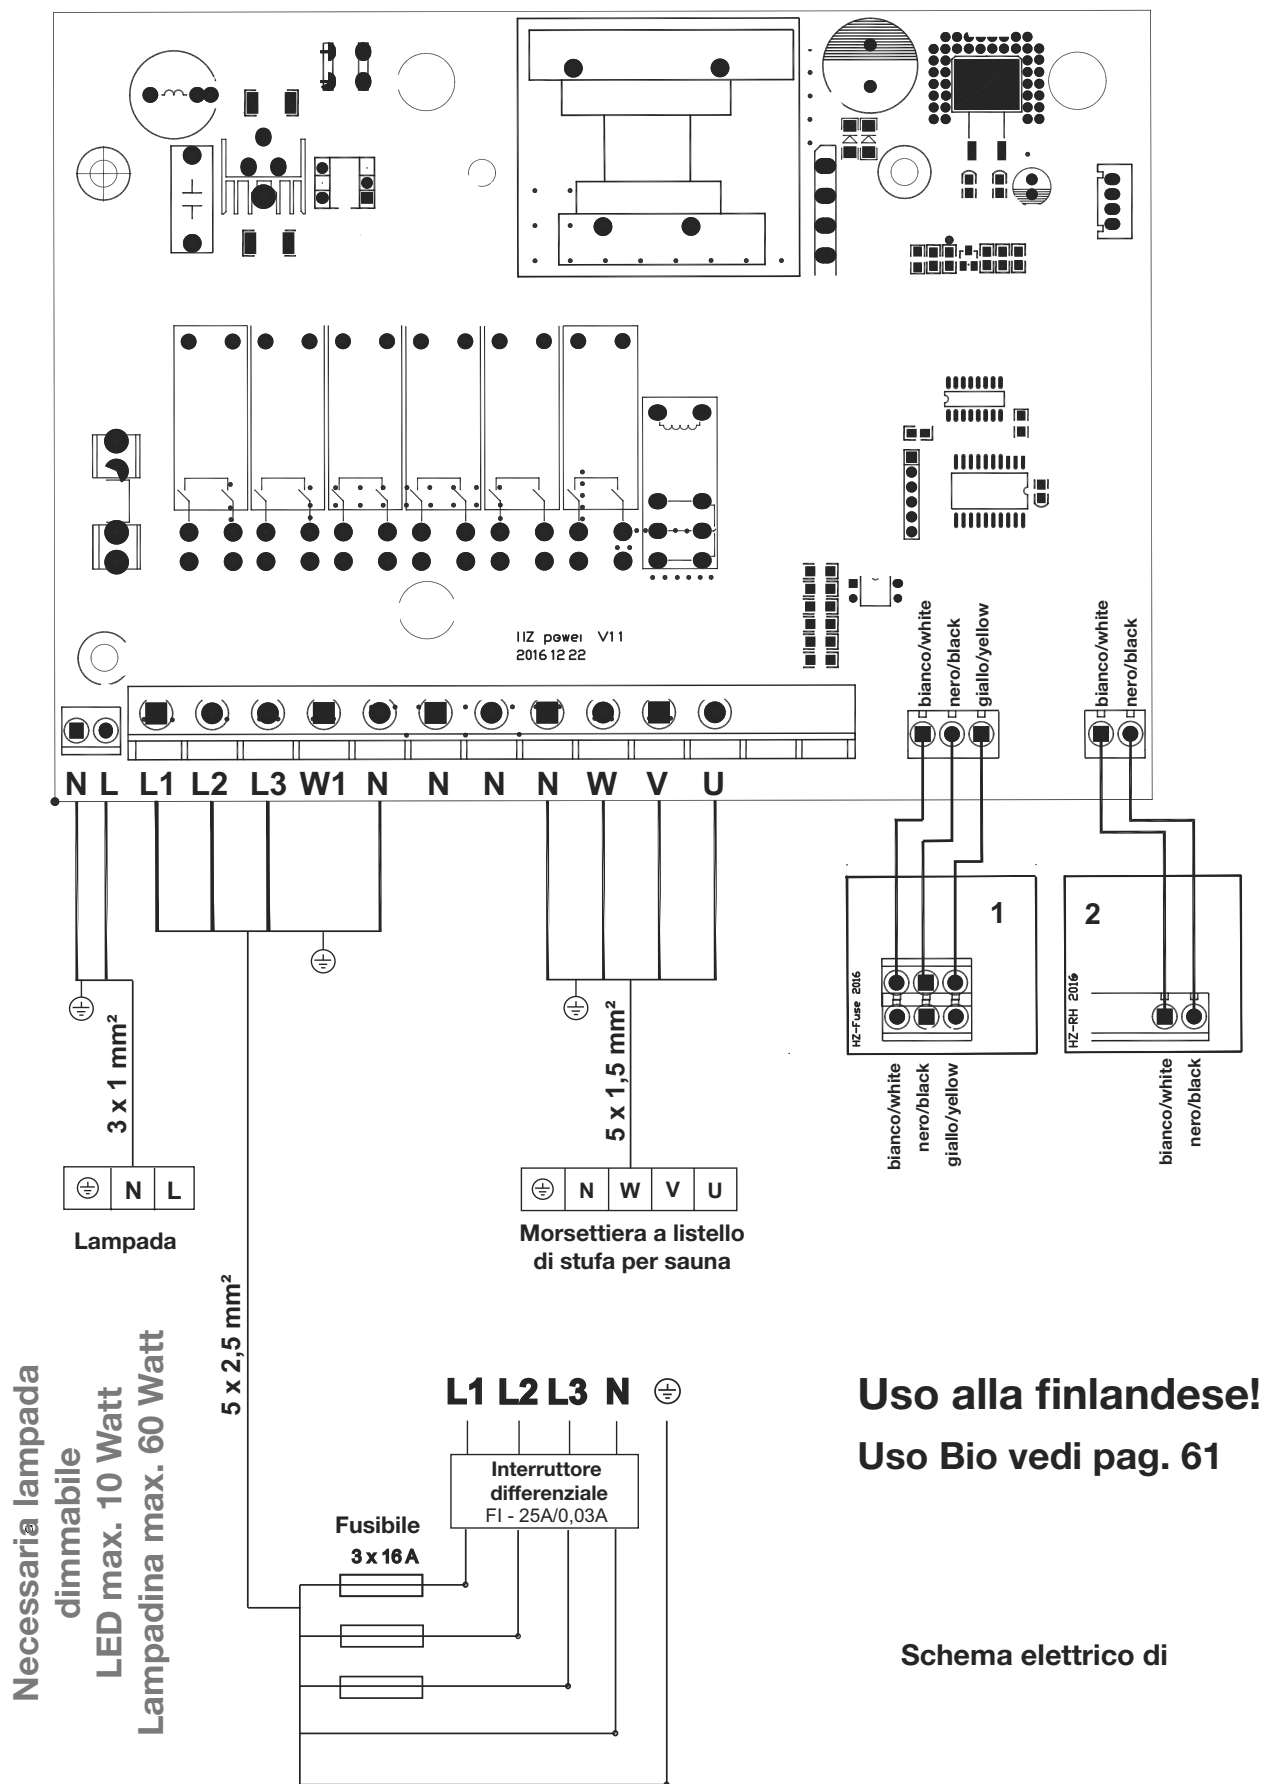 IIZ power V11
2016 12 22
bianco/white
nero/black
giallo/yellow
bianco/white
nero/black
N L L1 L2 L3 W1 N N N N W V U
1
2
HZ-Fuse 2016
HZ-RH 2016
3 x 1 mm²
5 x 1,5 mm²
bianco/white
nero/black
giallo/yellow
bianco/white
nero/black
N L
Lampada
N W V U
Morsettiera a listello
di stufa per sauna
5 x 2,5 mm²
Necessaria lampada
dimmabile
LED max. 10 Watt
Lampadina max. 60 Watt
L1 L2 L3 N
Interruttore
differenziale
FI - 25A/0,03A
Fusibile
3 x 16 A
Uso alla finlandese!
Uso Bio vedi pag. 61
Schema elettrico di